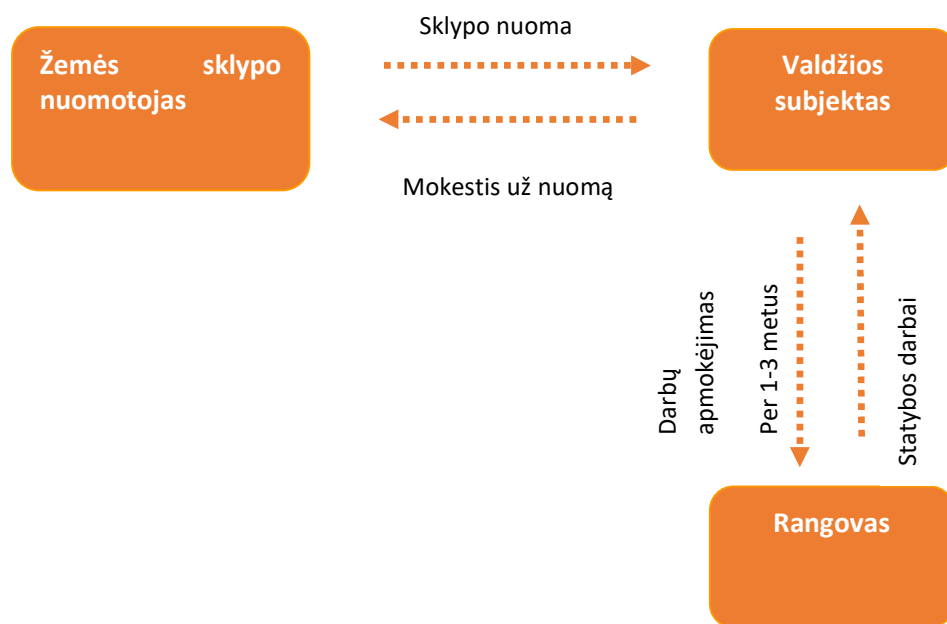 Sklypo nuoma
Žemės sklypo
nuomotojas
Valdžios
subjektas
Mokestis už nuomą
Darbų
apmokėjimas
Per 1-3 metus
Statybos darbai
Rangovas